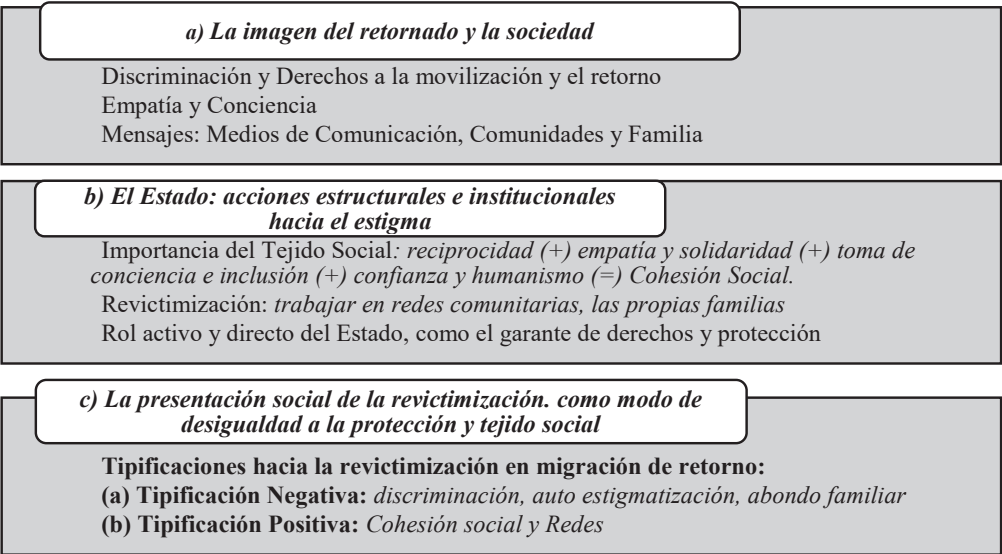 a) La imagen del retornado y la sociedad
Discriminación y Derechos a la movilización y el retorno
Empatía y Conciencia
Mensajes: Medios de Comunicación, Comunidades y Familia
b) El Estado: acciones estructurales e institucionales
hacia el estigma
Importancia del Tejido Social: reciprocidad (+) empatía y solidaridad (+) toma de
conciencia e inclusión (+) confianza y humanismo (=) Cohesión Social.
Revictimización: trabajar en redes comunitarias, las propias familias
Rol activo y directo del Estado, como el garante de derechos y protección
c) La presentación social de la revictimización. como modo de
desigualdad a la protección y tejido social
Tipificaciones hacia la revictimización en migración de retorno:
(a) Tipificación Negativa: discriminación, auto estigmatización, abondo familiar
(b) Tipificación Positiva: Cohesión social y Redes